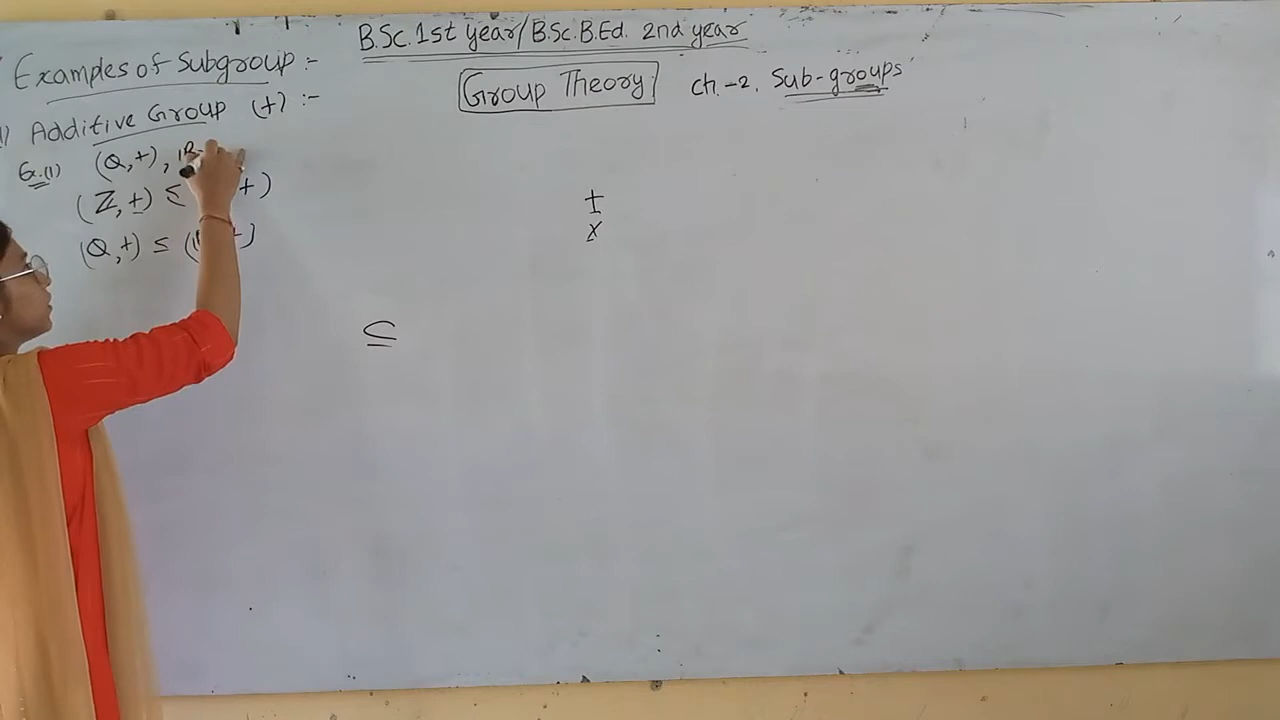 B.Sc. 1st year/B.Sc.B.Ed. 2nd year
Examples of Subgroup :-
Group Theory
ch.-2. Sub-groups
1) Additive Group (+) :-
Ex.(1) (Q,+), IR
(Z,+) ≤ +)
(Q,+) ≤ (
+
x
⊆